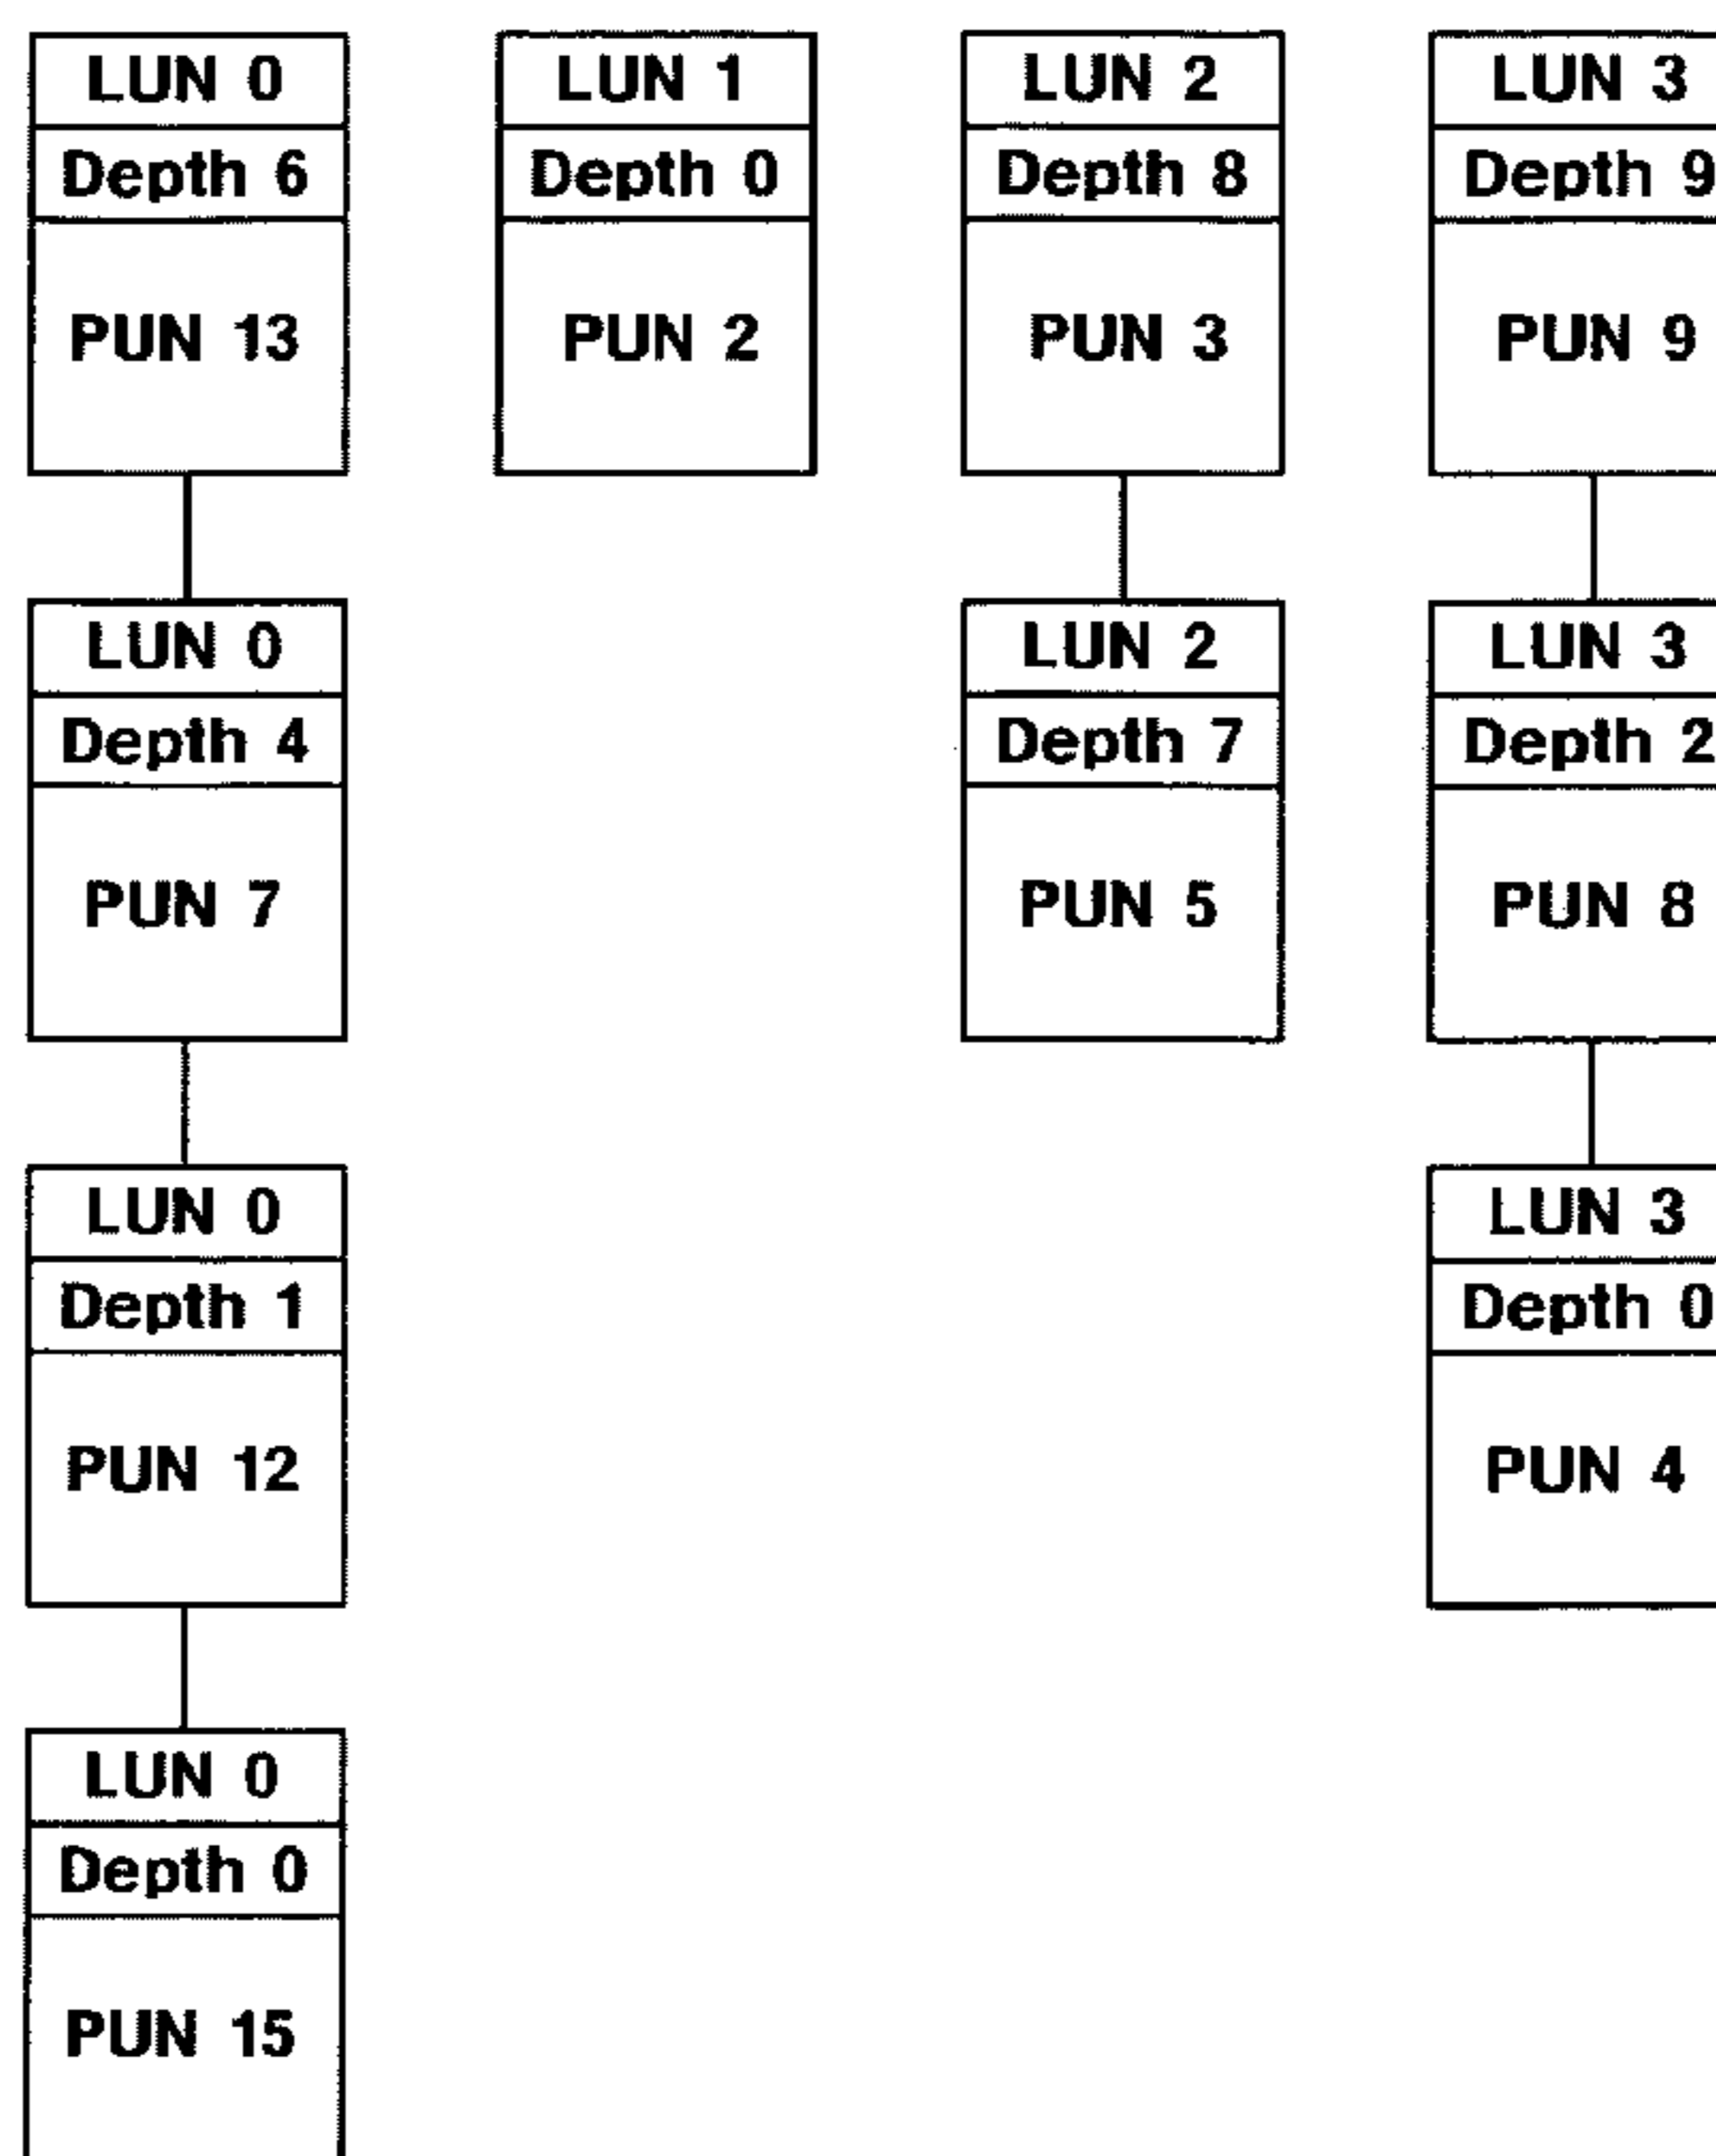 LUN 0
Depth 6
PUN 13
LUN 1
Depth 0
PUN 2
LUN 2
Depth 8
PUN 3
LUN 3
Depth 9
PUN 9
LUN 0
Depth 4
PUN 7
LUN 2
Depth 7
PUN 5
LUN 3
Depth 2
PUN 8
LUN 0
Depth 1
PUN 12
LUN 3
Depth 0
PUN 4
LUN 0
Depth 0
PUN 15